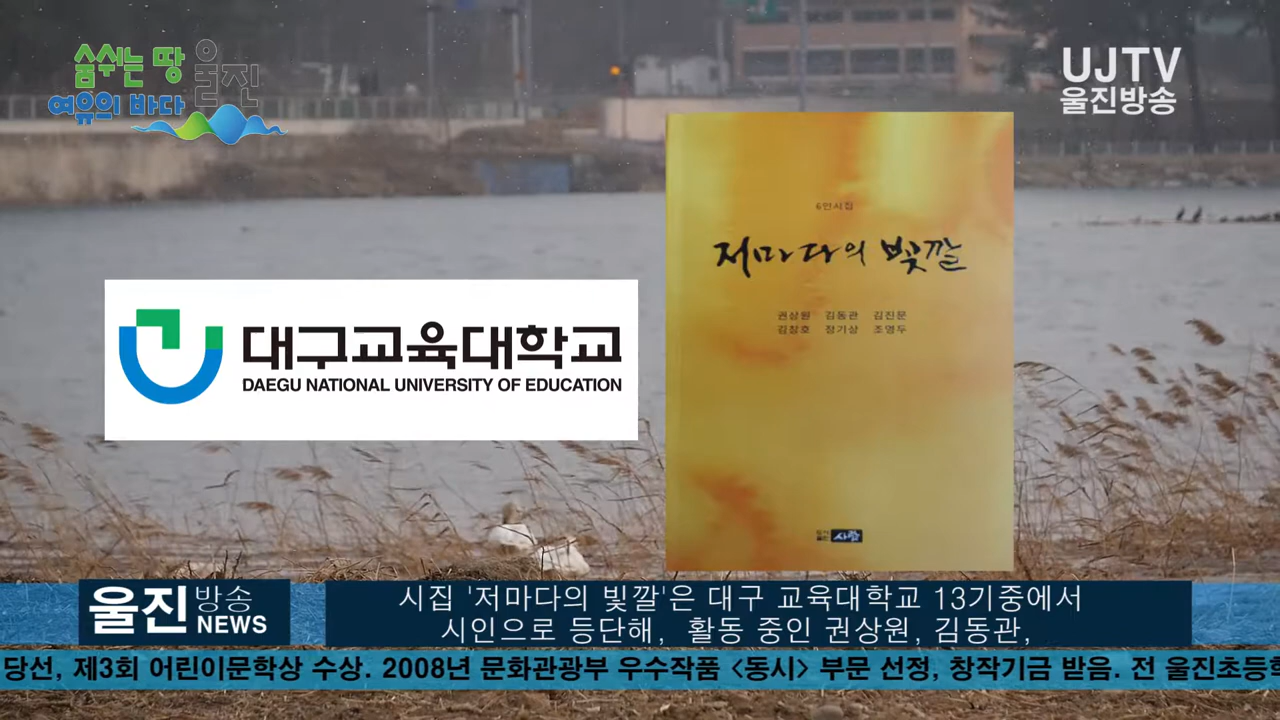 숨쉬는 땅
여유의 바다
울진
UJTV
울진방송
6인시집
저마다의 빛깔
권상원 김동관 김진문
김창호 장기상 조영두
도서
출판
사람
대구교육대학교
DAEGU NATIONAL UNIVERSITY OF EDUCATION
울진방송
NEWS
시집 '저마다의 빛깔'은 대구 교육대학교 13기중에서
시인으로 등단해, 활동 중인 권상원, 김동관,
당선, 제3회 어린이문학상 수상. 2008년 문화관광부 우수작품 <동시> 부문 선정, 창작기금 받음. 전 울진초등학